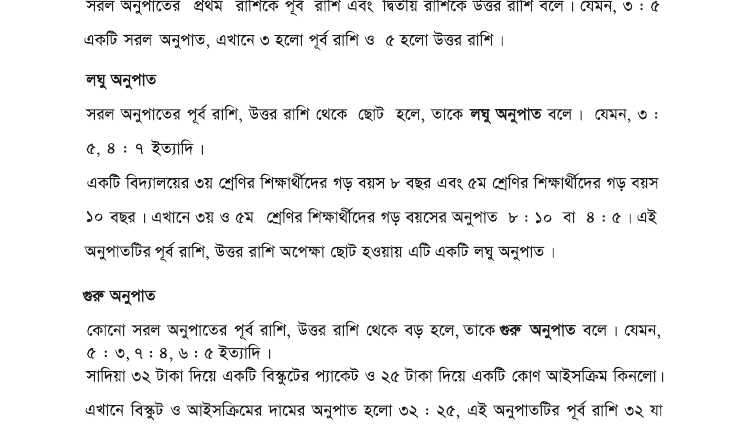 সরল অনুপাতের প্রথম রাশিকে পূর্ব রাশি এবং দ্বিতীয় রাশিকে উত্তর রাশি বলে। যেমন, ৩ : ৫
একটি সরল অনুপাত, এখানে ৩ হলো পূর্ব রাশি ও ৫ হলো উত্তর রাশি।
লঘু অনুপাত
সরল অনুপাতের পূর্ব রাশি, উত্তর রাশি থেকে ছোট হলে, তাকে লঘু অনুপাত বলে। যেমন, ৩ :
৫, ৪ : ৭ ইত্যাদি।
একটি বিদ্যালয়ের ৩য় শ্রেণির শিক্ষার্থীদের গড় বয়স ৮ বছর এবং ৫ম শ্রেণির শিক্ষার্থীদের গড় বয়স
১০ বছর। এখানে ৩য় ও ৫ম শ্রেণির শিক্ষার্থীদের গড় বয়সের অনুপাত ৮ : ১০ বা ৪ : ৫। এই
অনুপাতটির পূর্ব রাশি, উত্তর রাশি অপেক্ষা ছোট হওয়ায় এটি একটি লঘু অনুপাত।
গুরু অনুপাত
কোনো সরল অনুপাতের পূর্ব রাশি, উত্তর রাশি থেকে বড় হলে, তাকে গুরু অনুপাত বলে। যেমন,
৫ : ৩, ৭ : ৪, ৬ : ৫ ইত্যাদি।
সাদিয়া ৩২ টাকা দিয়ে একটি বিস্কুটের প্যাকেট ও ২৫ টাকা দিয়ে একটি কোণ আইসক্রিম কিনলো।
এখানে বিস্কুট ও আইসক্রিমের দামের অনুপাত হলো ৩২ : ২৫, এই অনুপাতটির পূর্ব রাশি ৩২ যা